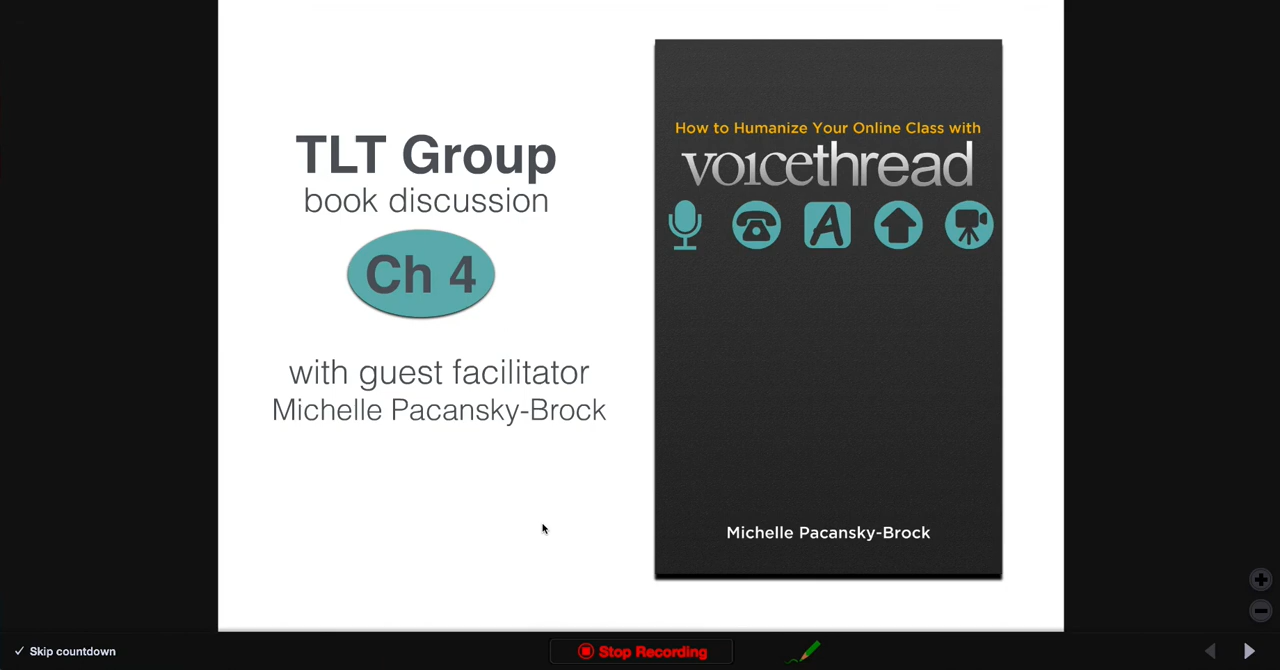 TLT Group
book discussion
Ch 4
with guest facilitator
Michelle Pacansky-Brock
How to Humanize Your Online Class with
voicethread
A
Michelle Pacansky-Brock
✓ Skip countdown
Stop Recording